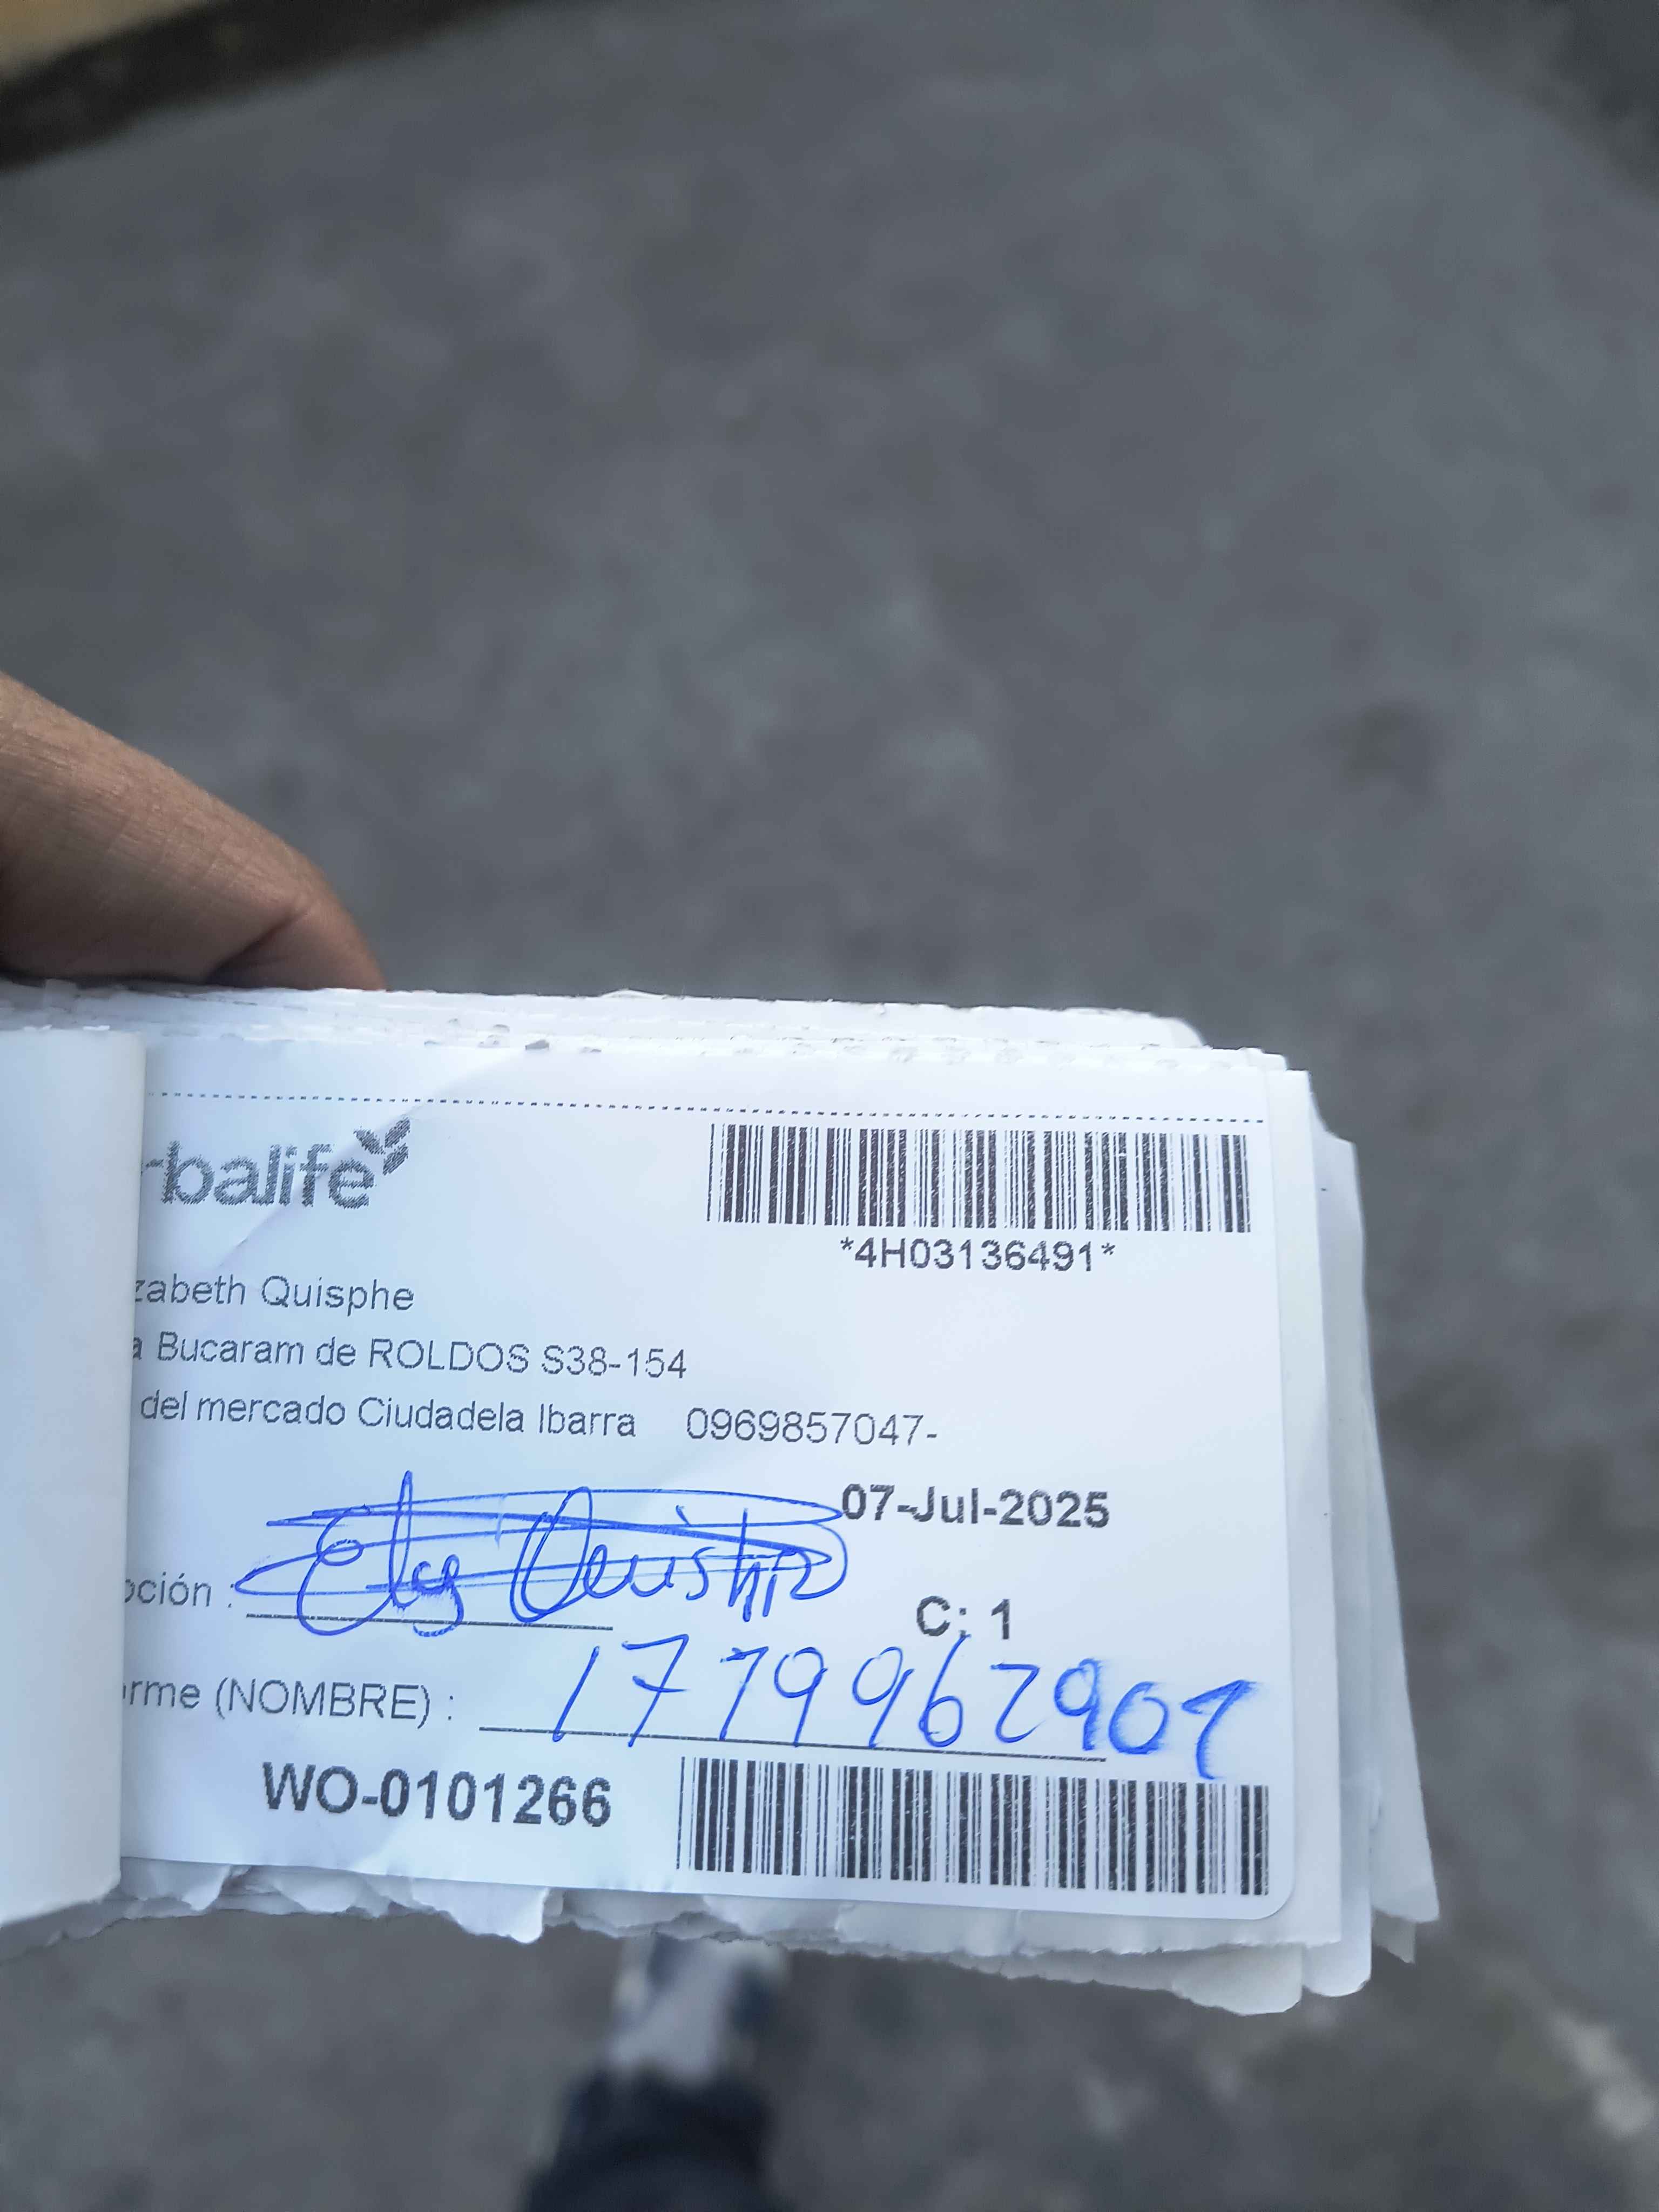 rbalife
*4H03136491*
zabeth Quisphe
a Bucaram de ROLDOS S38-154
del mercado Ciudadela Ibarra 0969857047-
07-Jul-2025
pción :
C: 1
rme (NOMBRE) :
WO-0101266